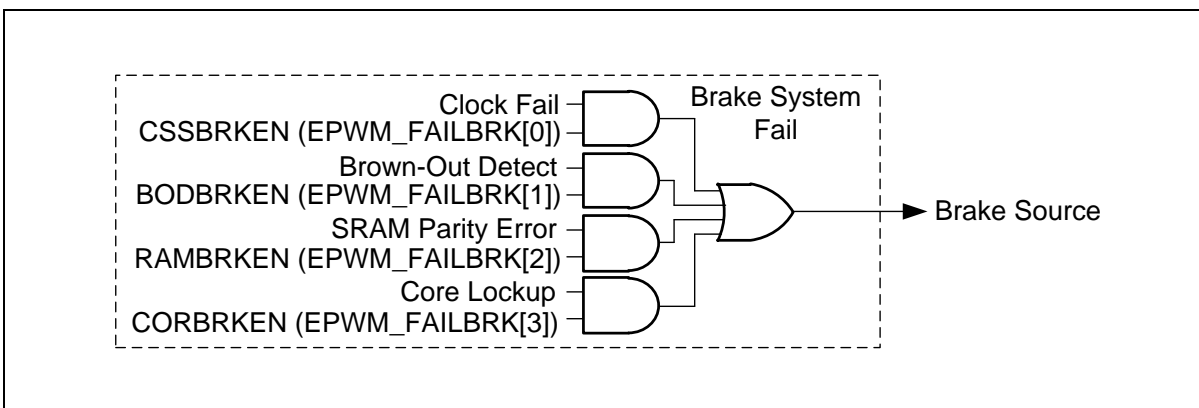 Clock Fail
CSSBRKEN (EPWM_FAILBRK[0])
Brown-Out Detect
BODBRKEN (EPWM_FAILBRK[1])
SRAM Parity Error
RAMBRKEN (EPWM_FAILBRK[2])
Core Lockup
CORBRKEN (EPWM_FAILBRK[3])
Brake System
Fail
Brake Source